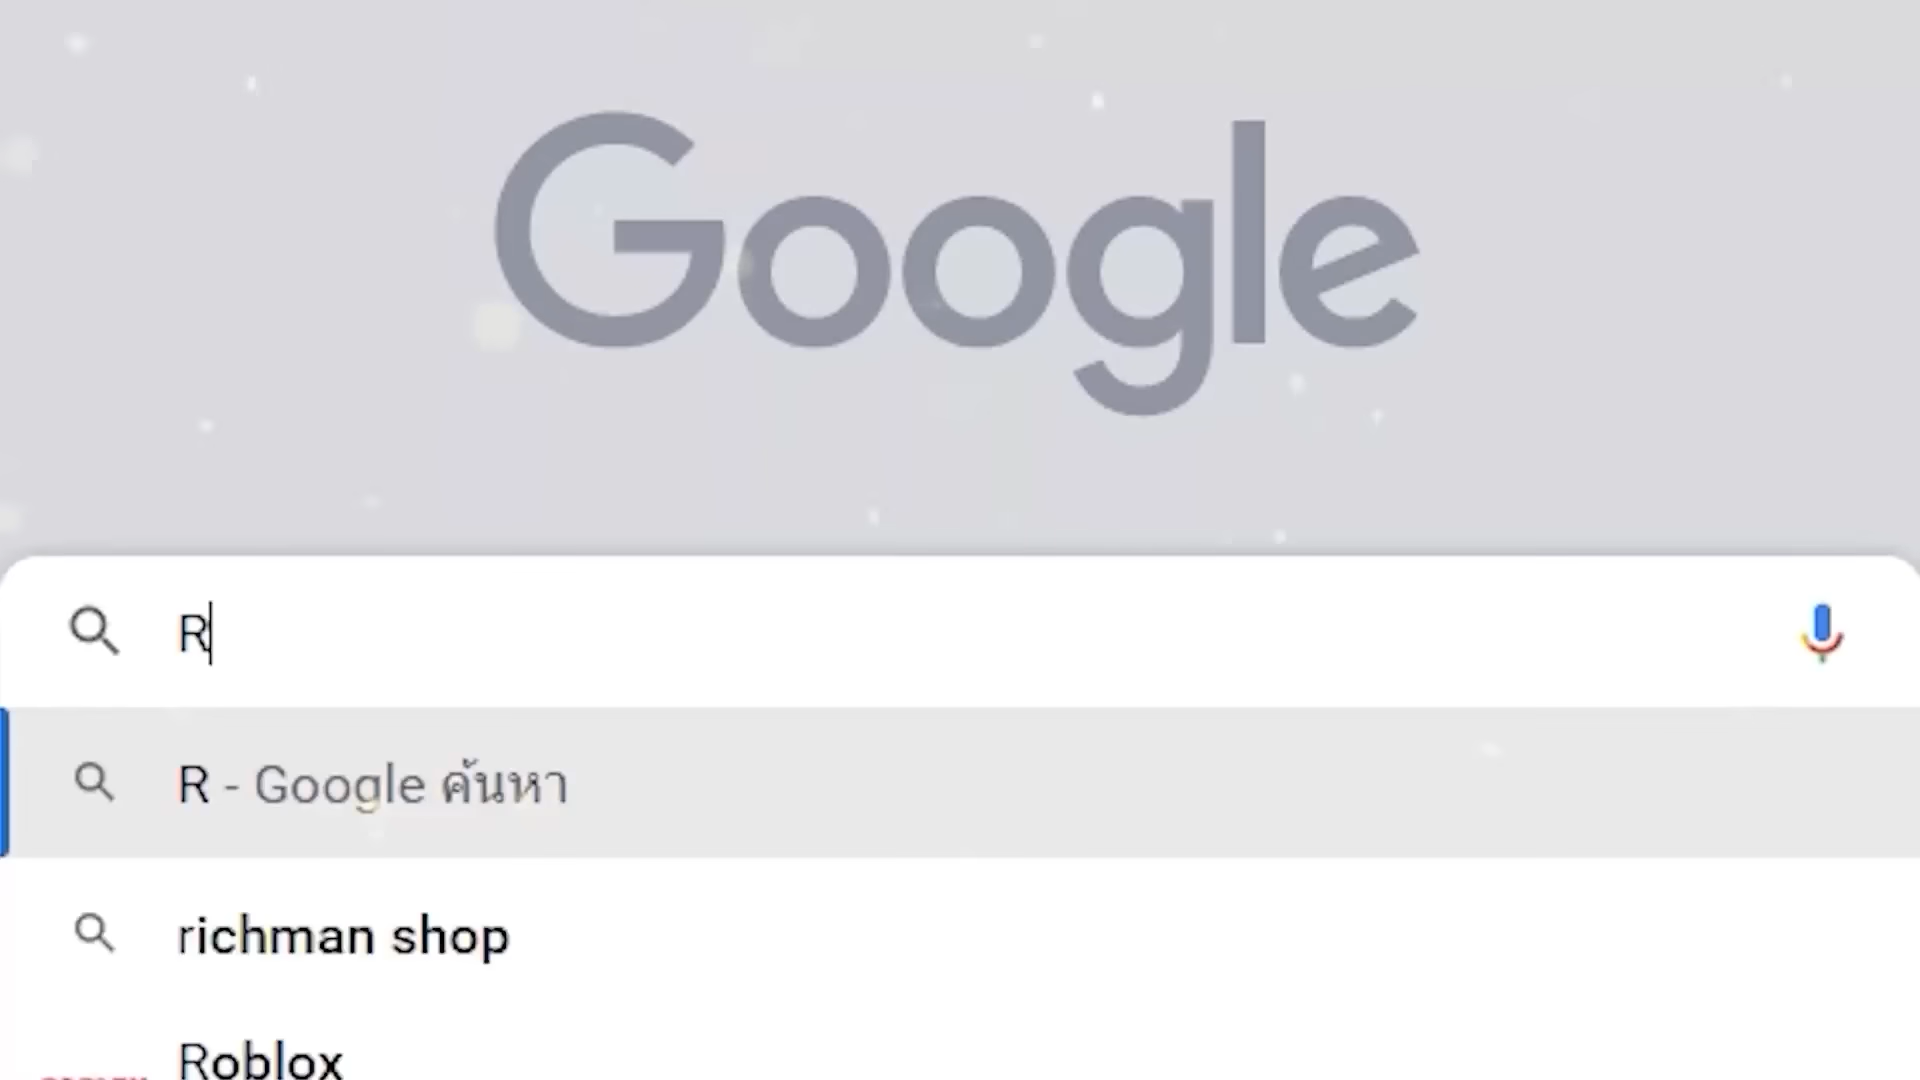 Google
R
R - Google ค้นหา
richman shop
Roblox